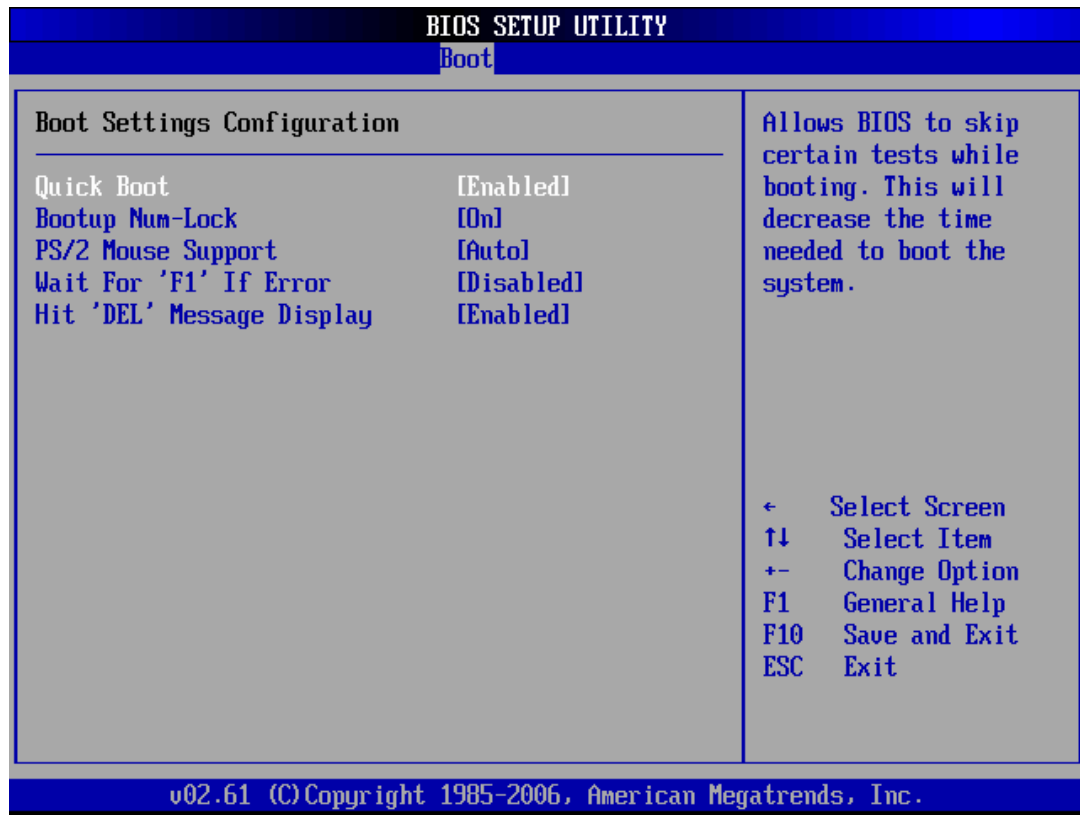 BIOS SETUP UTILITY
Boot
Boot Settings Configuration
Quick Boot [Enabled]
Bootup Num-Lock [On]
PS/2 Mouse Support [Auto]
Wait For 'F1' If Error [Disabled]
Hit 'DEL' Message Display [Enabled]
Allows BIOS to skip
certain tests while
booting. This will
decrease the time
needed to boot the
system.
← Select Screen
↑↓ Select Item
+- Change Option
F1 General Help
F10 Save and Exit
ESC Exit
v02.61 (C)Copyright 1985-2006, American Megatrends, Inc.